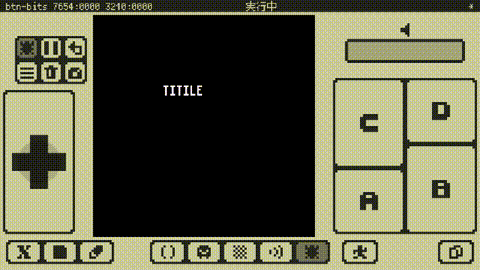 btn-bits 7654:0000 3210:0000 実行中 *
TITILE
C
D
A
B
X
()